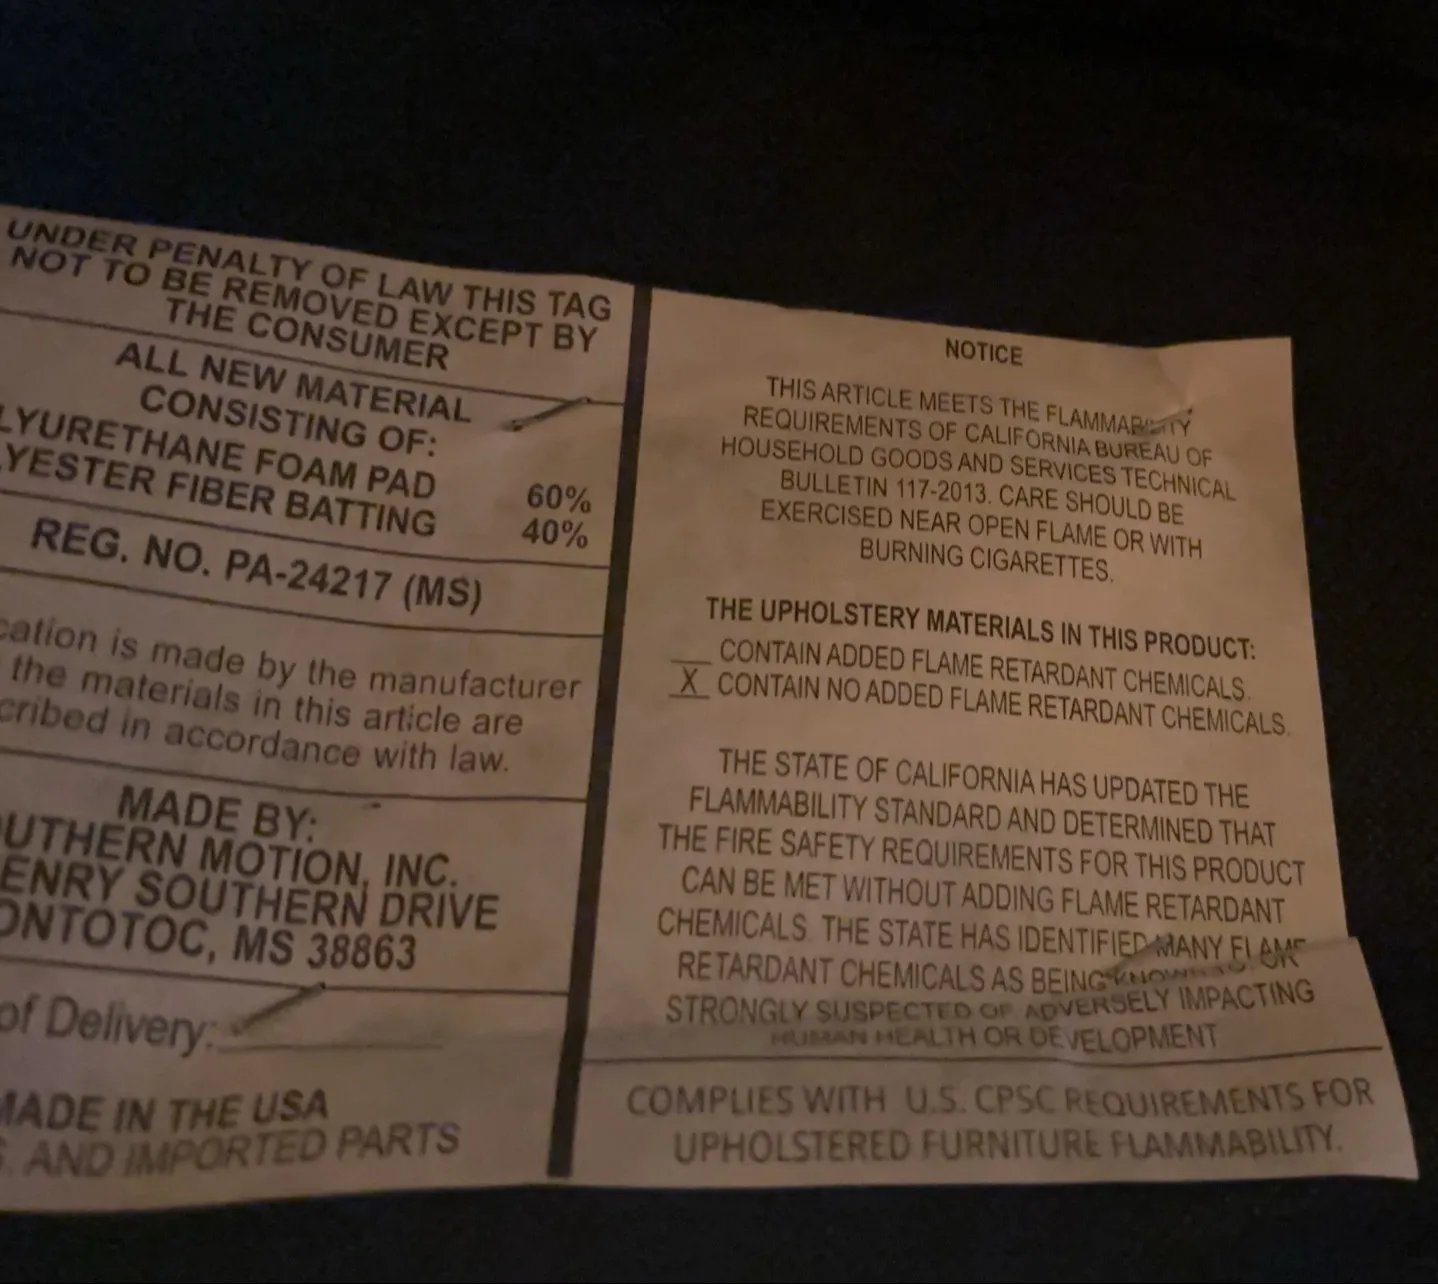 UNDER PENALTY OF LAW THIS TAG
NOT TO BE REMOVED EXCEPT BY
THE CONSUMER
ALL NEW MATERIAL
CONSISTING OF:
LYURETHANE FOAM PAD 60%
LYESTER FIBER BATTING 40%
REG. NO. PA-24217 (MS)
cation is made by the manufacturer
the materials in this article are
cribed in accordance with law.
MADE BY:
OUTHERN MOTION, INC.
ENRY SOUTHERN DRIVE
ONTOTOC, MS 38863
of Delivery:
MADE IN THE USA
S. AND IMPORTED PARTS
NOTICE
THIS ARTICLE MEETS THE FLAMMABILITY
REQUIREMENTS OF CALIFORNIA BUREAU OF
HOUSEHOLD GOODS AND SERVICES TECHNICAL
BULLETIN 117-2013. CARE SHOULD BE
EXERCISED NEAR OPEN FLAME OR WITH
BURNING CIGARETTES.
THE UPHOLSTERY MATERIALS IN THIS PRODUCT:
__ CONTAIN ADDED FLAME RETARDANT CHEMICALS.
X CONTAIN NO ADDED FLAME RETARDANT CHEMICALS.
THE STATE OF CALIFORNIA HAS UPDATED THE
FLAMMABILITY STANDARD AND DETERMINED THAT
THE FIRE SAFETY REQUIREMENTS FOR THIS PRODUCT
CAN BE MET WITHOUT ADDING FLAME RETARDANT
CHEMICALS. THE STATE HAS IDENTIFIED MANY FLAME
RETARDANT CHEMICALS AS BEING KNOWN TO, OR
STRONGLY SUSPECTED OF ADVERSELY IMPACTING
HUMAN HEALTH OR DEVELOPMENT
COMPLIES WITH U.S. CPSC REQUIREMENTS FOR
UPHOLSTERED FURNITURE FLAMMABILITY.